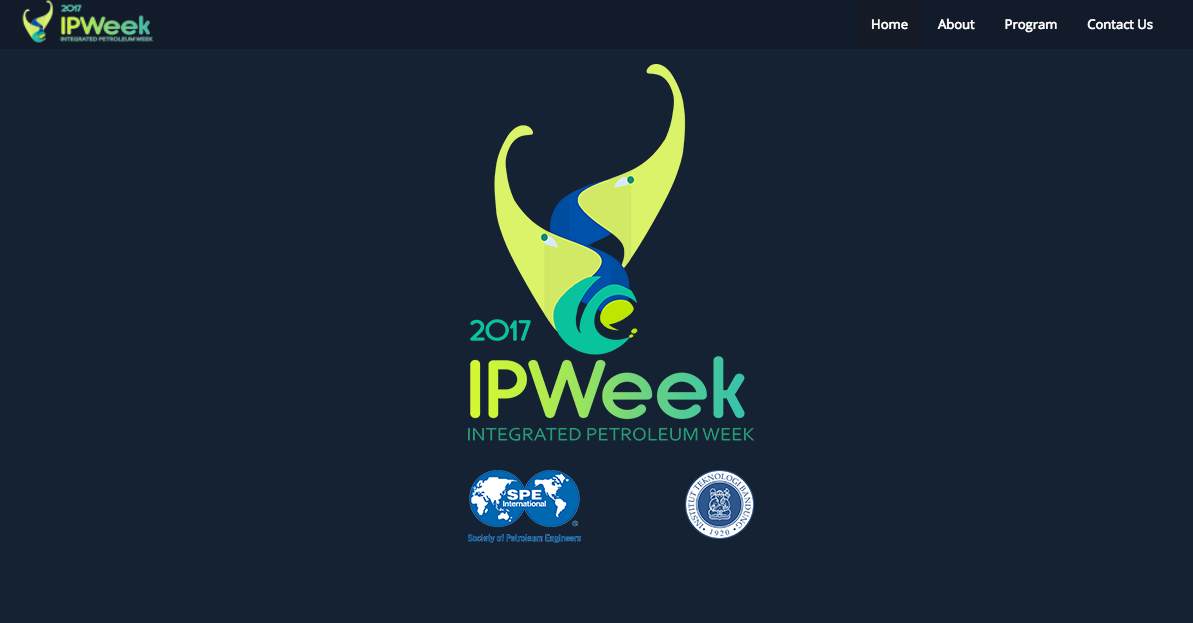 2017
IPWeek
INTEGRATED PETROLEUM WEEK
Home
About
Program
Contact Us
2017
IPWeek
INTEGRATED PETROLEUM WEEK
SPE
International
®
Society of Petroleum Engineers
INSTITUT TEKNOLOGI BANDUNG
• 1920 •